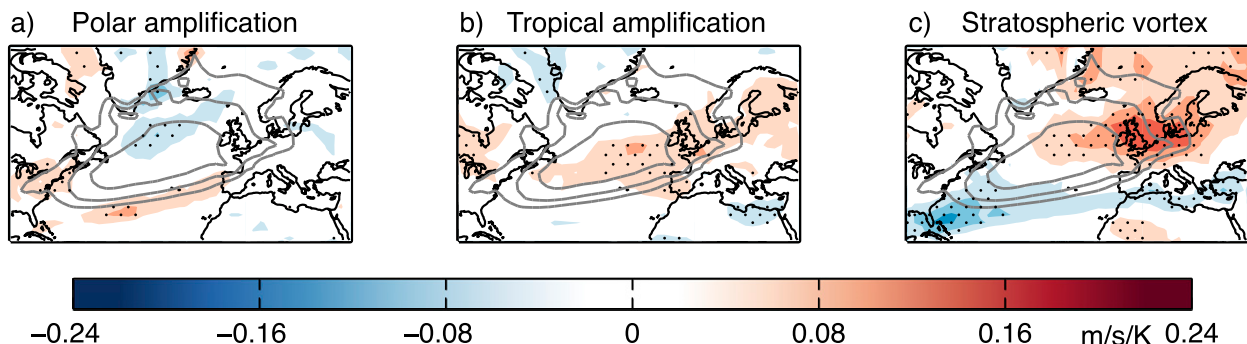 a) Polar amplification
b) Tropical amplification
c) Stratospheric vortex
−0.24 −0.16 −0.08 0 0.08 0.16 m/s/K 0.24